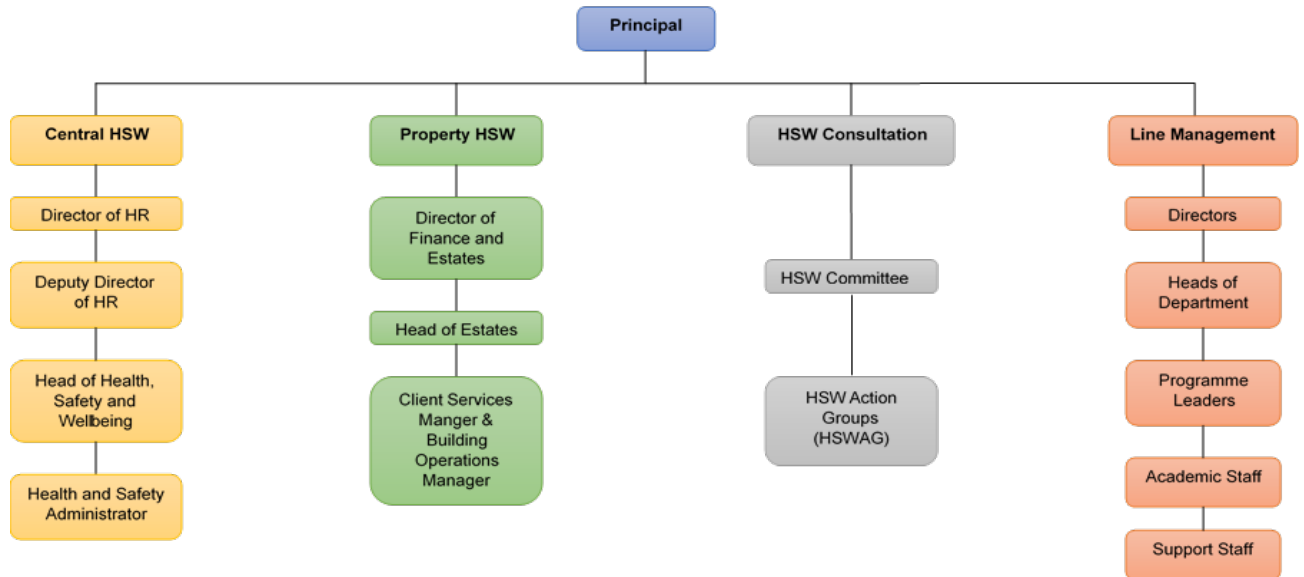 Principal
Central HSW
Director of HR
Deputy Director
of HR
Head of Health,
Safety and
Wellbeing
Health and Safety
Administrator
Property HSW
Director of
Finance and
Estates
Head of Estates
Client Services
Manger &
Building
Operations
Manager
HSW Consultation
HSW Committee
HSW Action
Groups
(HSWAG)
Line Management
Directors
Heads of
Department
Programme
Leaders
Academic Staff
Support Staff